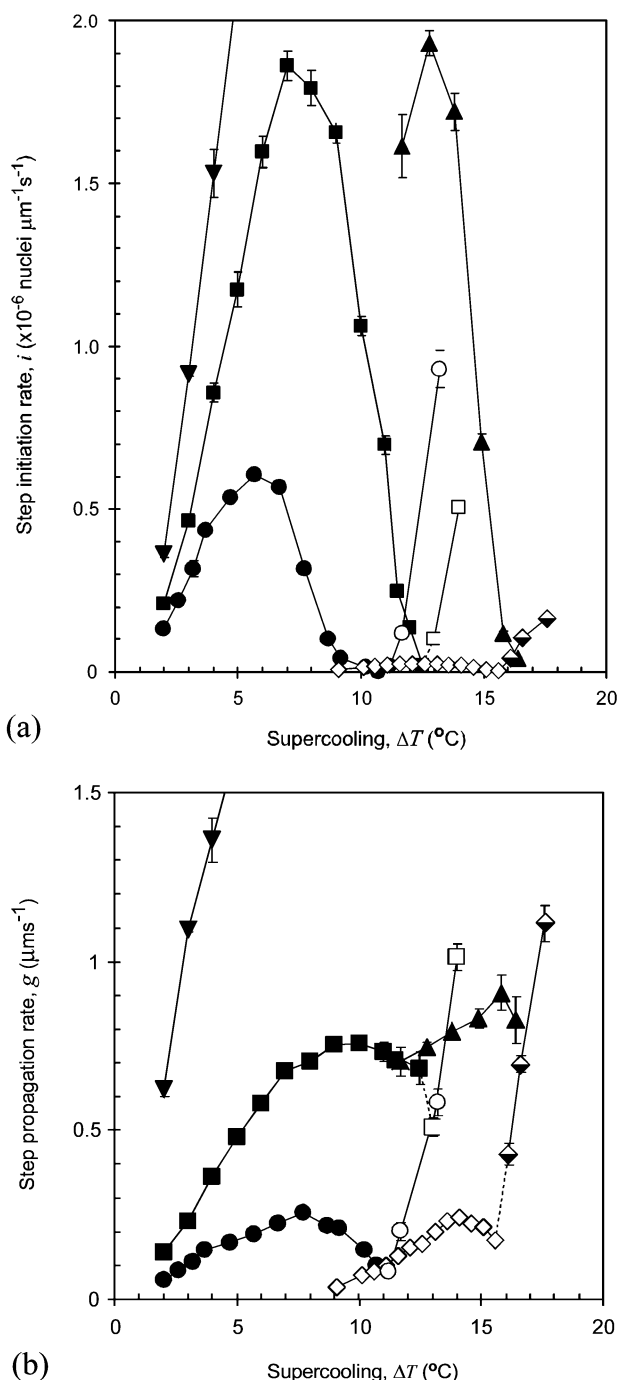 2.0
1.5
1.0
0.5
0
0 5 10 15 20
Step initiation rate, i (x10⁻⁶ nuclei μm⁻¹s⁻¹)
Supercooling, ΔT (°C)
(a)
1.5
1
0.5
0
0 5 10 15 20
Step propagation rate, g (μms⁻¹)
Supercooling, ΔT (°C)
(b)